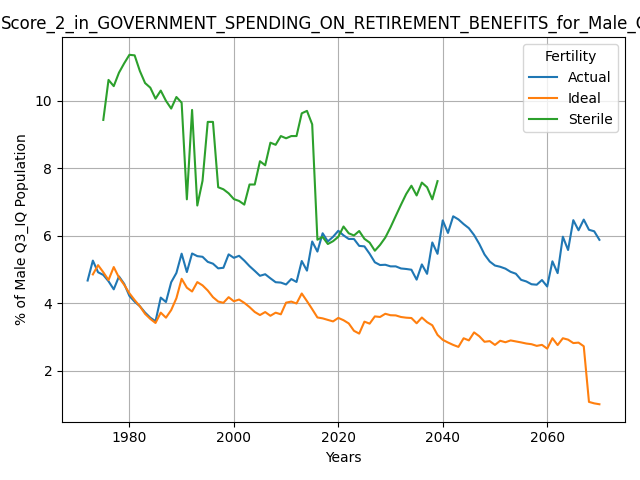 Score_2_in_GOVERNMENT_SPENDING_ON_RETIREMENT_BENEFITS_for_Male_
Fertility
Actual
Ideal
Sterile
% of Male Q3_IQ Population
10
8
6
4
2
1980
2000
2020
2040
2060
Years